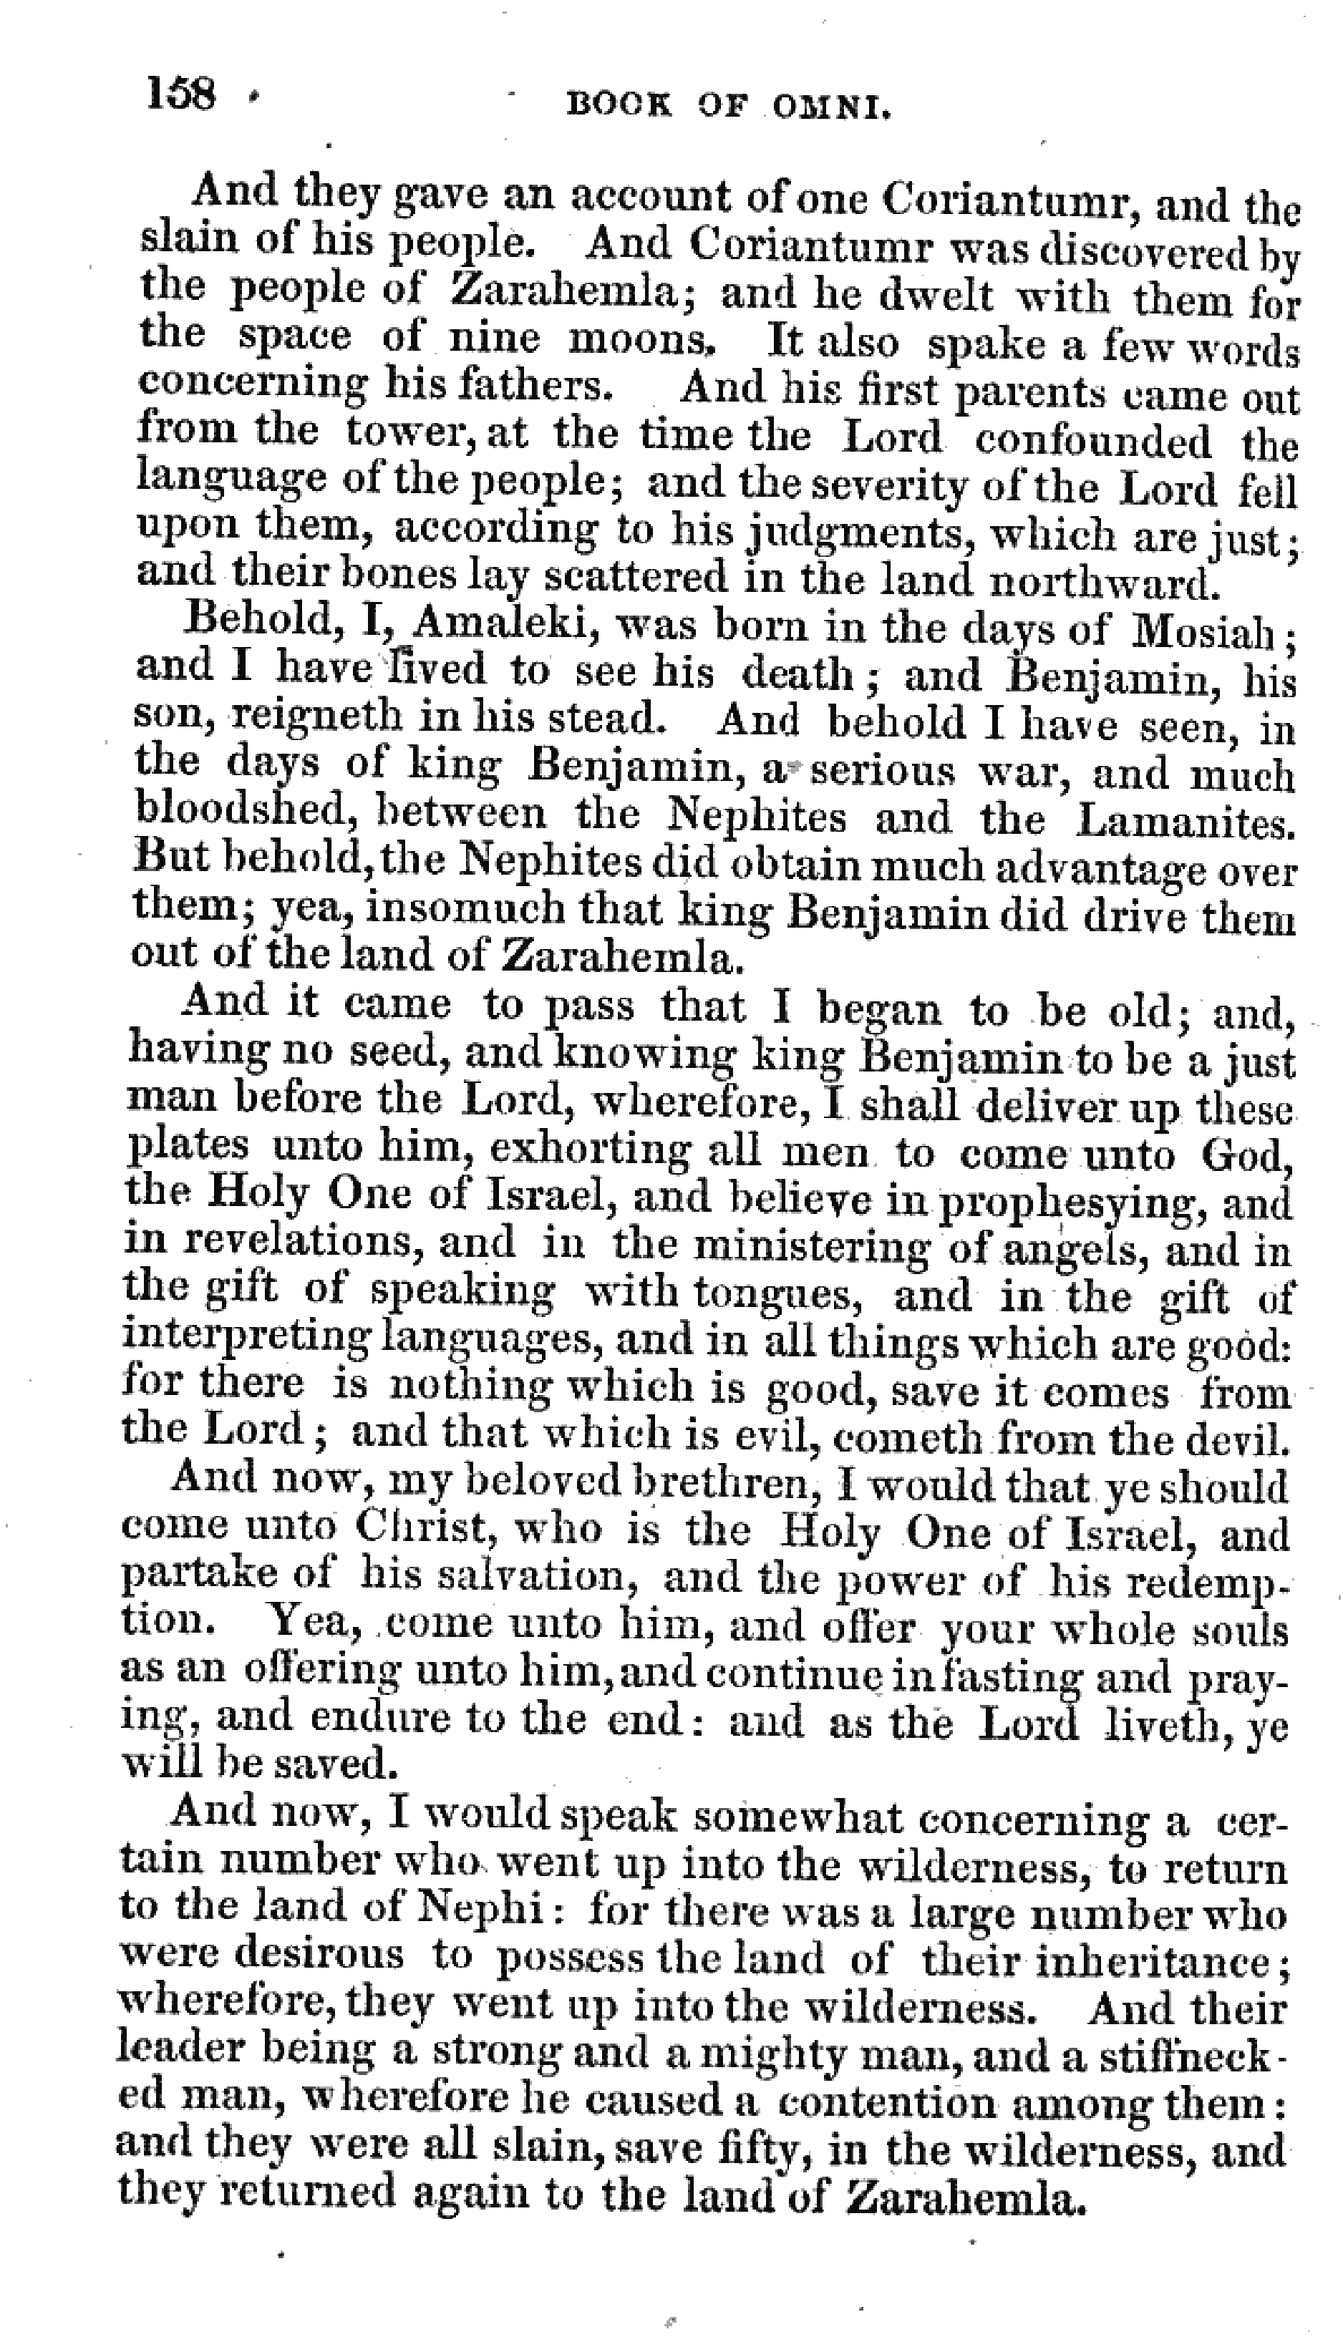 158
BOOK OF OMNI.
And they gave an account of one Coriantumr, and the
slain of his people. And Coriantumr was discovered by
the people of Zarahemla; and he dwelt with them for
the space of nine moons. It also spake a few words
concerning his fathers. And his first parents came out
from the tower, at the time the Lord confounded the
language of the people; and the severity of the Lord fell
upon them, according to his judgments, which are just;
and their bones lay scattered in the land northward.
Behold, I, Amaleki, was born in the days of Mosiah;
and I have lived to see his death; and Benjamin, his
son, reigneth in his stead. And behold I have seen, in
the days of king Benjamin, a serious war, and much
bloodshed, between the Nephites and the Lamanites.
But behold, the Nephites did obtain much advantage over
them; yea, insomuch that king Benjamin did drive them
out of the land of Zarahemla.
And it came to pass that I began to be old; and,
having no seed, and knowing king Benjamin to be a just
man before the Lord, wherefore, I shall deliver up these
plates unto him, exhorting all men to come unto God,
the Holy One of Israel, and believe in prophesying, and
in revelations, and in the ministering of angels, and in
the gift of speaking with tongues, and in the gift of
interpreting languages, and in all things which are good:
for there is nothing which is good, save it comes from
the Lord; and that which is evil, cometh from the devil.
And now, my beloved brethren, I would that ye should
come unto Christ, who is the Holy One of Israel, and
partake of his salvation, and the power of his redemp-
tion. Yea, come unto him, and offer your whole souls
as an offering unto him, and continue in fasting and pray-
ing, and endure to the end: and as the Lord liveth, ye
will be saved.
And now, I would speak somewhat concerning a cer-
tain number who went up into the wilderness, to return
to the land of Nephi: for there was a large number who
were desirous to possess the land of their inheritance;
wherefore, they went up into the wilderness. And their
leader being a strong and a mighty man, and a stiffneck-
ed man, wherefore he caused a contention among them:
and they were all slain, save fifty, in the wilderness, and
they returned again to the land of Zarahemla.